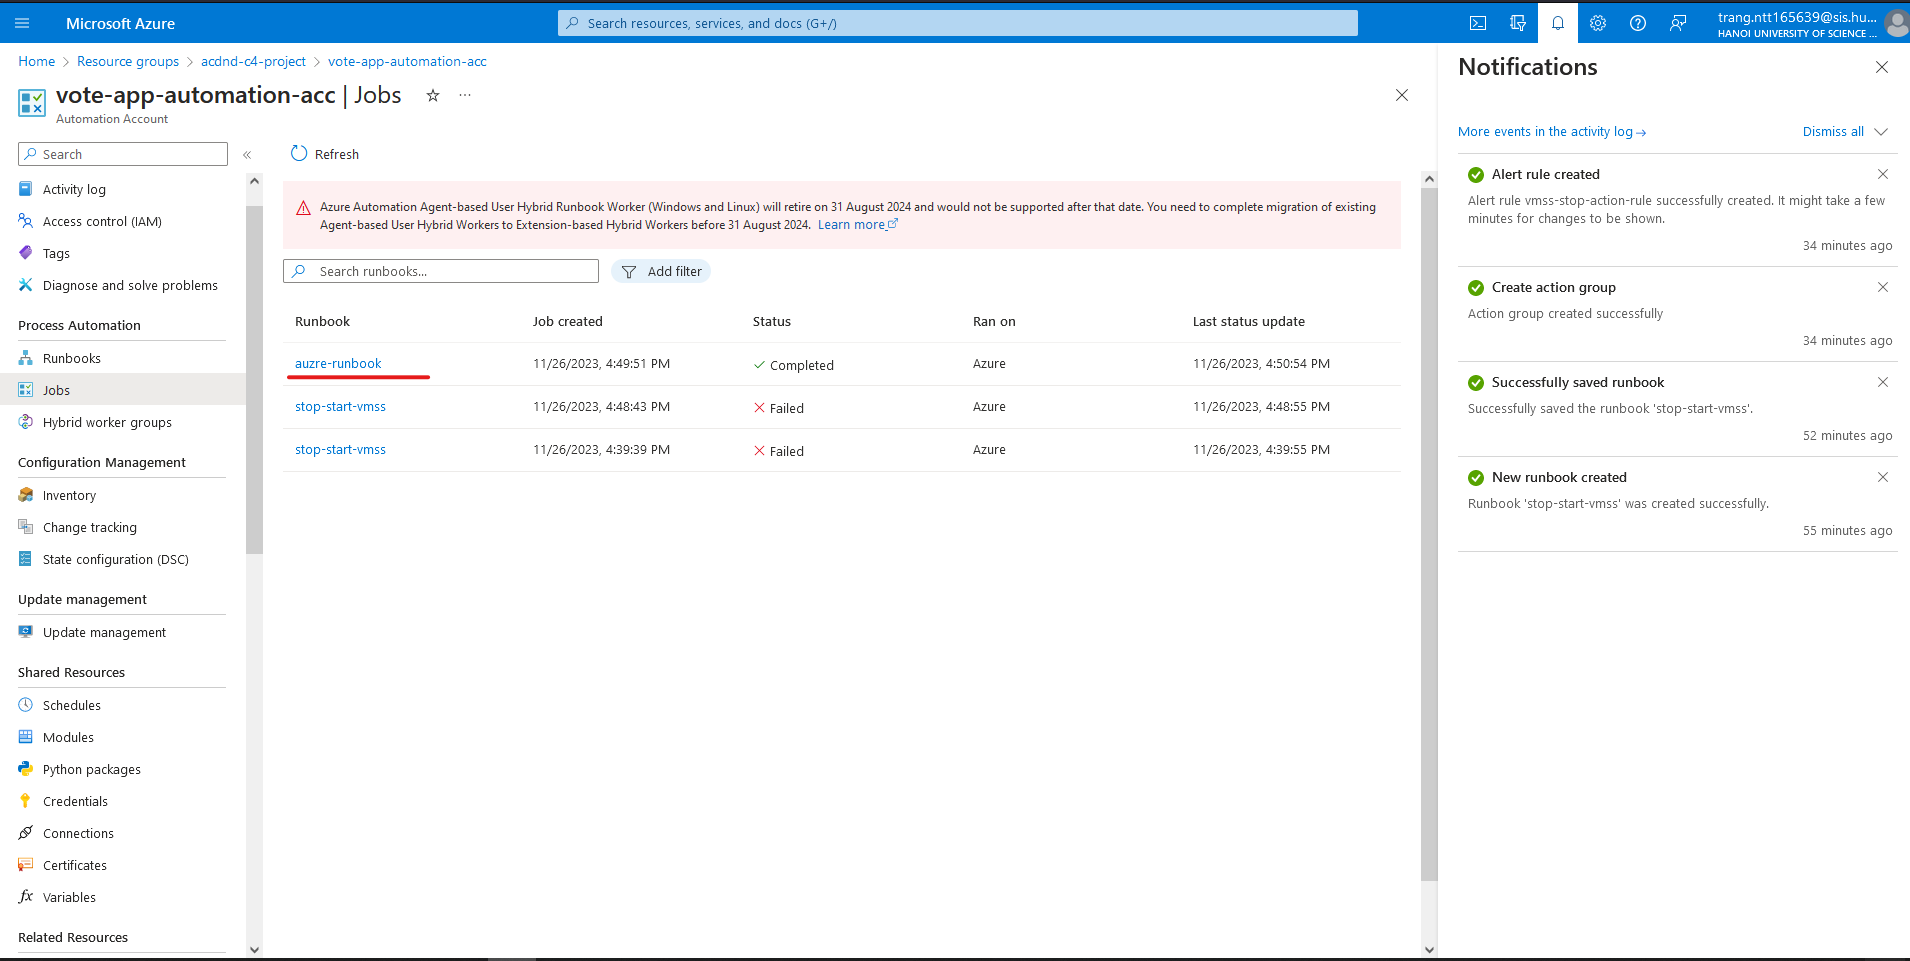 Microsoft Azure
Search resources, services, and docs (G+/)
trang.ntt165639@sis.hu...
HANOI UNIVERSITY OF SCIENCE ...
Home > Resource groups > acdnd-c4-project > vote-app-automation-acc
vote-app-automation-acc | Jobs
Automation Account
Search
Activity log
Access control (IAM)
Tags
Diagnose and solve problems
Process Automation
Runbooks
Jobs
Hybrid worker groups
Configuration Management
Inventory
Change tracking
State configuration (DSC)
Update management
Update management
Shared Resources
Schedules
Modules
Python packages
Credentials
Connections
Certificates
Variables
Related Resources
Refresh
Azure Automation Agent-based User Hybrid Runbook Worker (Windows and Linux) will retire on 31 August 2024 and would not be supported after that date. You need to complete migration of existing
Agent-based User Hybrid Workers to Extension-based Hybrid Workers before 31 August 2024. Learn more
Search runbooks...
Add filter
Runbook Job created Status Ran on Last status update
auzre-runbook 11/26/2023, 4:49:51 PM Completed Azure 11/26/2023, 4:50:54 PM
stop-start-vmss 11/26/2023, 4:48:43 PM Failed Azure 11/26/2023, 4:48:55 PM
stop-start-vmss 11/26/2023, 4:39:39 PM Failed Azure 11/26/2023, 4:39:55 PM
Notifications
More events in the activity log →
Dismiss all
Alert rule created
Alert rule vmss-stop-action-rule successfully created. It might take a few
minutes for changes to be shown.
34 minutes ago
Create action group
Action group created successfully
34 minutes ago
Successfully saved runbook
Successfully saved the runbook 'stop-start-vmss'.
52 minutes ago
New runbook created
Runbook 'stop-start-vmss' was created successfully.
55 minutes ago